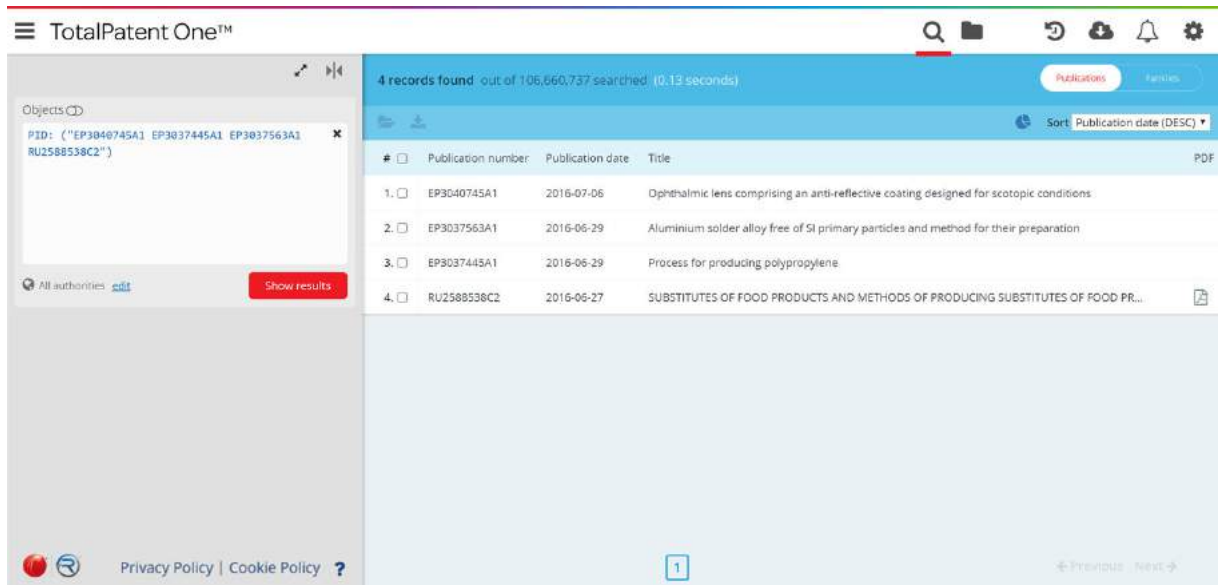 TotalPatent One™
Objects
PID: ("EP3040745A1 EP3037445A1 EP3037563A1
RU2588538C2")
All authorities edit
Show results
4 records found out of 106,660,737 searched (0.13 seconds)
Publications Families
Sort Publication date (DESC)
# Publication number Publication date Title PDF
1. EP3040745A1 2016-07-06 Ophthalmic lens comprising an anti-reflective coating designed for scotopic conditions
2. EP3037563A1 2016-06-29 Aluminium solder alloy free of SI primary particles and method for their preparation
3. EP3037445A1 2016-06-29 Process for producing polypropylene
4. RU2588538C2 2016-06-27 SUBSTITUTES OF FOOD PRODUCTS AND METHODS OF PRODUCING SUBSTITUTES OF FOOD PR...
Privacy Policy | Cookie Policy ?
1
Previous Next